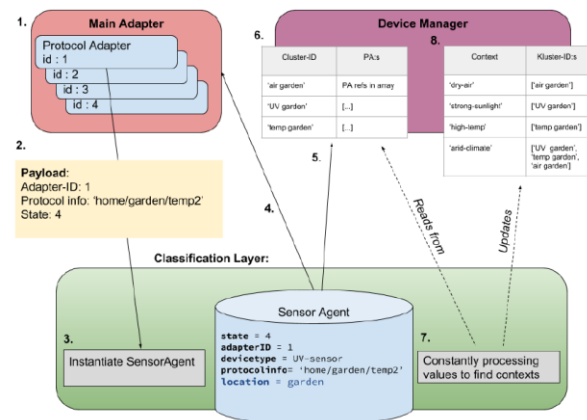 1.
Main Adapter
Protocol Adapter
id : 1
id : 2
id : 3
id : 4
2.
Payload:
Adapter-ID: 1
Protocol info: 'home/garden/temp2'
State: 4
Device Manager
6.
Cluster-ID
PA:s
'air garden'
PA refs in array
'UV garden'
[...]
'temp garden'
[...]
8.
Context
Kluster-ID:s
'dry-air'
['air garden']
'strong-sunlight'
['UV garden']
'high-temp'
['temp garden']
'arid-climate'
['UV garden',
'temp garden',
'air garden']
4.
5.
Reads from
Updates
Classification Layer:
3.
Instantiate SensorAgent
Sensor Agent
state = 4
adapterID = 1
devicetype = UV-sensor
protocolinfo= 'home/garden/temp2'
location = garden
7.
Constantly processing
values to find contexts